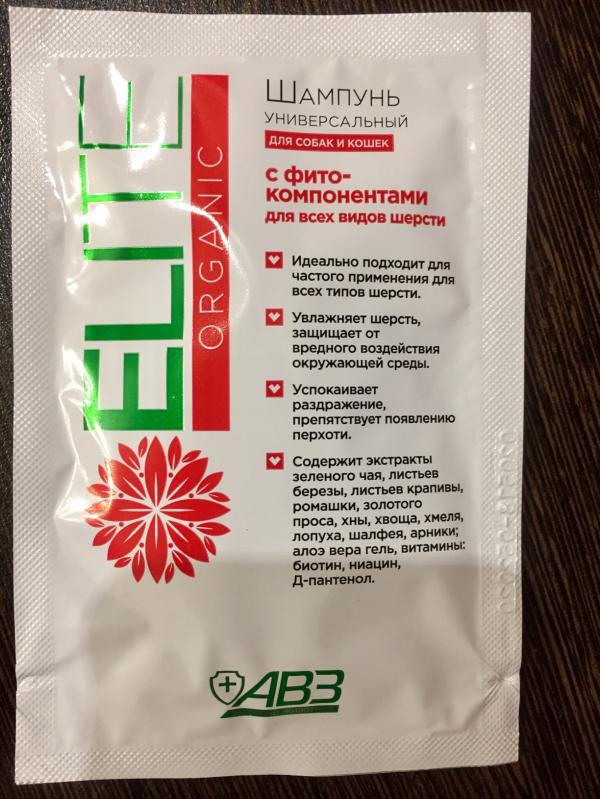 ELITE
ORGANIC
Шампунь
универсальный
для собак и кошек
с фито-
компонентами
для всех видов шерсти
Идеально подходит для
частого применения для
всех типов шерсти.
Увлажняет шерсть,
защищает от
вредного воздействия
окружающей среды.
Успокаивает
раздражение,
препятствует появлению
перхоти.
Содержит экстракты
зеленого чая, листьев
березы, листьев крапивы,
ромашки, золотого
проса, хны, хвоща, хмеля,
лопуха, шалфея, арники;
алоэ вера гель, витамины:
биотин, ниацин,
Д-пантенол.
АВЗ